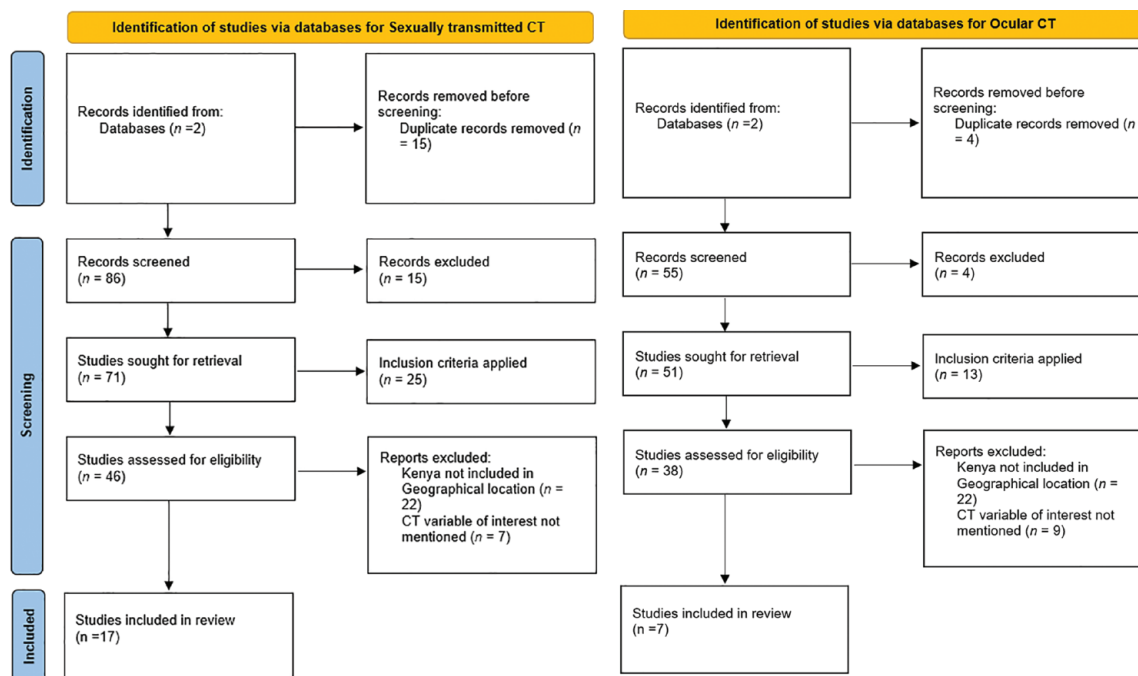 Identification of studies via databases for Sexually transmitted CT
Identification
Records identified from:
Databases (n =2)
Records removed before
screening:
Duplicate records removed (n
= 15)
Screening
Records screened
(n = 86)
Records excluded
(n = 15)
Studies sought for retrieval
(n = 71)
Inclusion criteria applied
(n = 25)
Studies assessed for eligibility
(n = 46)
Reports excluded:
Kenya not included in
Geographical location (n =
22)
CT variable of interest not
mentioned (n = 7)
Included
Studies included in review
(n =17)
Identification of studies via databases for Ocular CT
Records identified from:
Databases (n =2)
Records removed before
screening:
Duplicate records removed (n
= 4)
Records screened
(n = 55)
Records excluded
(n = 4)
Studies sought for retrieval
(n = 51)
Inclusion criteria applied
(n = 13)
Studies assessed for eligibility
(n = 38)
Reports excluded:
Kenya not included in
Geographical location (n =
22)
CT variable of interest not
mentioned (n = 9)
Studies included in review
(n =7)